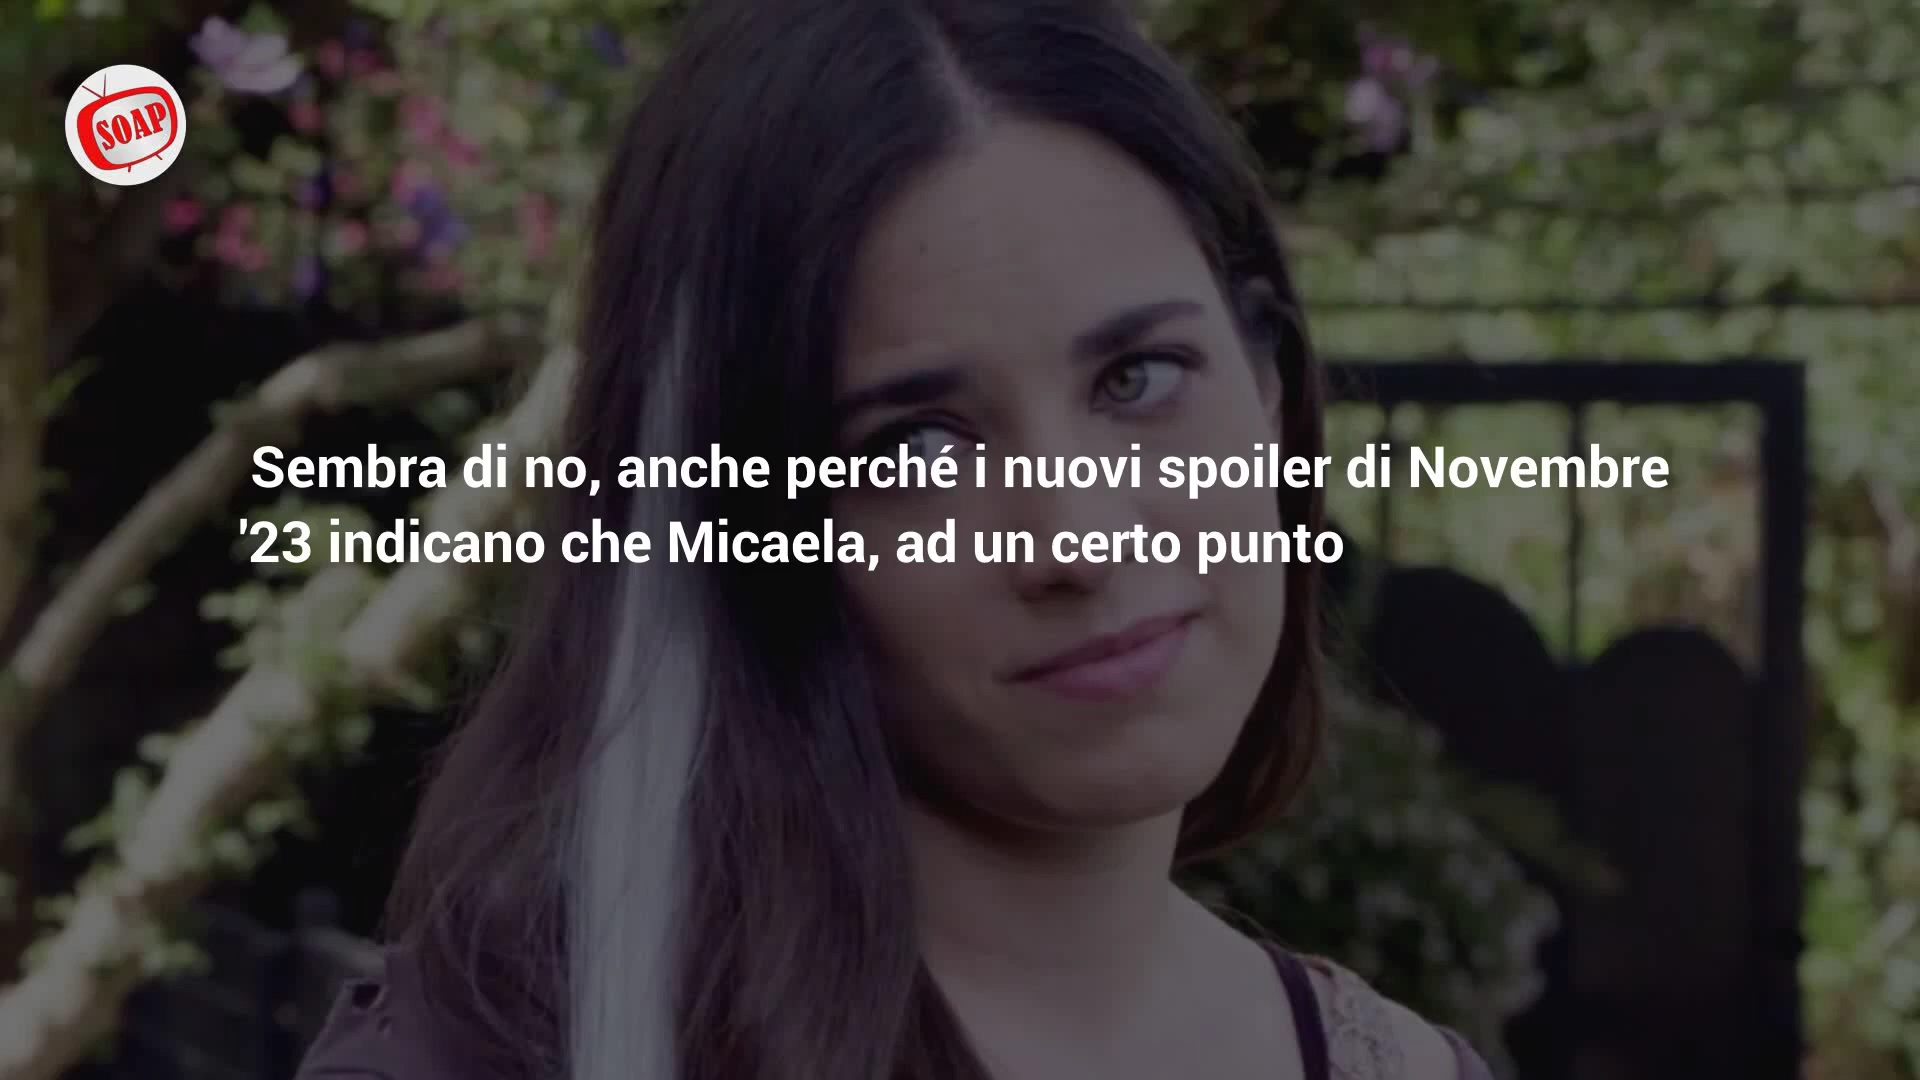 SOAP
Sembra di no, anche perché i nuovi spoiler di Novembre
'23 indicano che Micaela, ad un certo punto